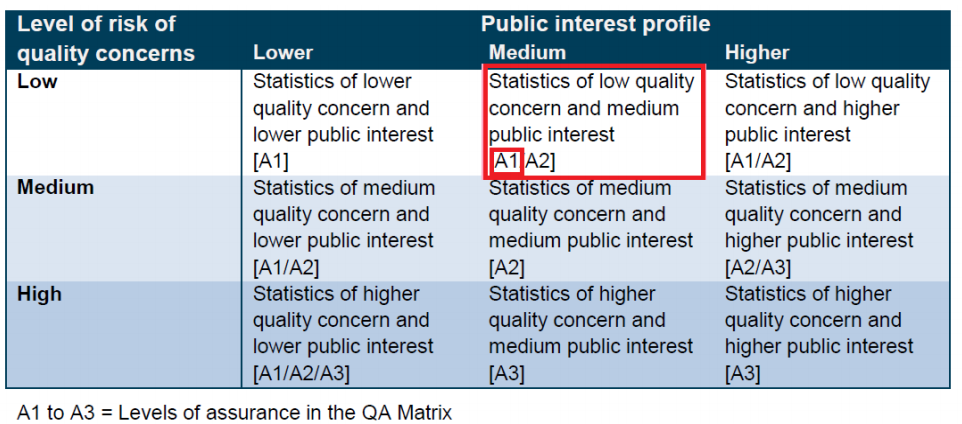 Level of risk of quality concerns
Public interest profile
Lower
Medium
Higher
Low
Statistics of lower
quality concern and
lower public interest
[A1]
Statistics of low quality
concern and medium
public interest
[A1/A2]
Statistics of low quality
concern and higher
public interest
[A1/A2]
Medium
Statistics of medium
quality concern and
lower public interest
[A1/A2]
Statistics of medium
quality concern and
medium public interest
[A2]
Statistics of medium
quality concern and
higher public interest
[A2/A3]
High
Statistics of higher
quality concern and
lower public interest
[A1/A2/A3]
Statistics of higher
quality concern and
medium public interest
[A3]
Statistics of higher
quality concern and
higher public interest
[A3]
A1 to A3 = Levels of assurance in the QA Matrix